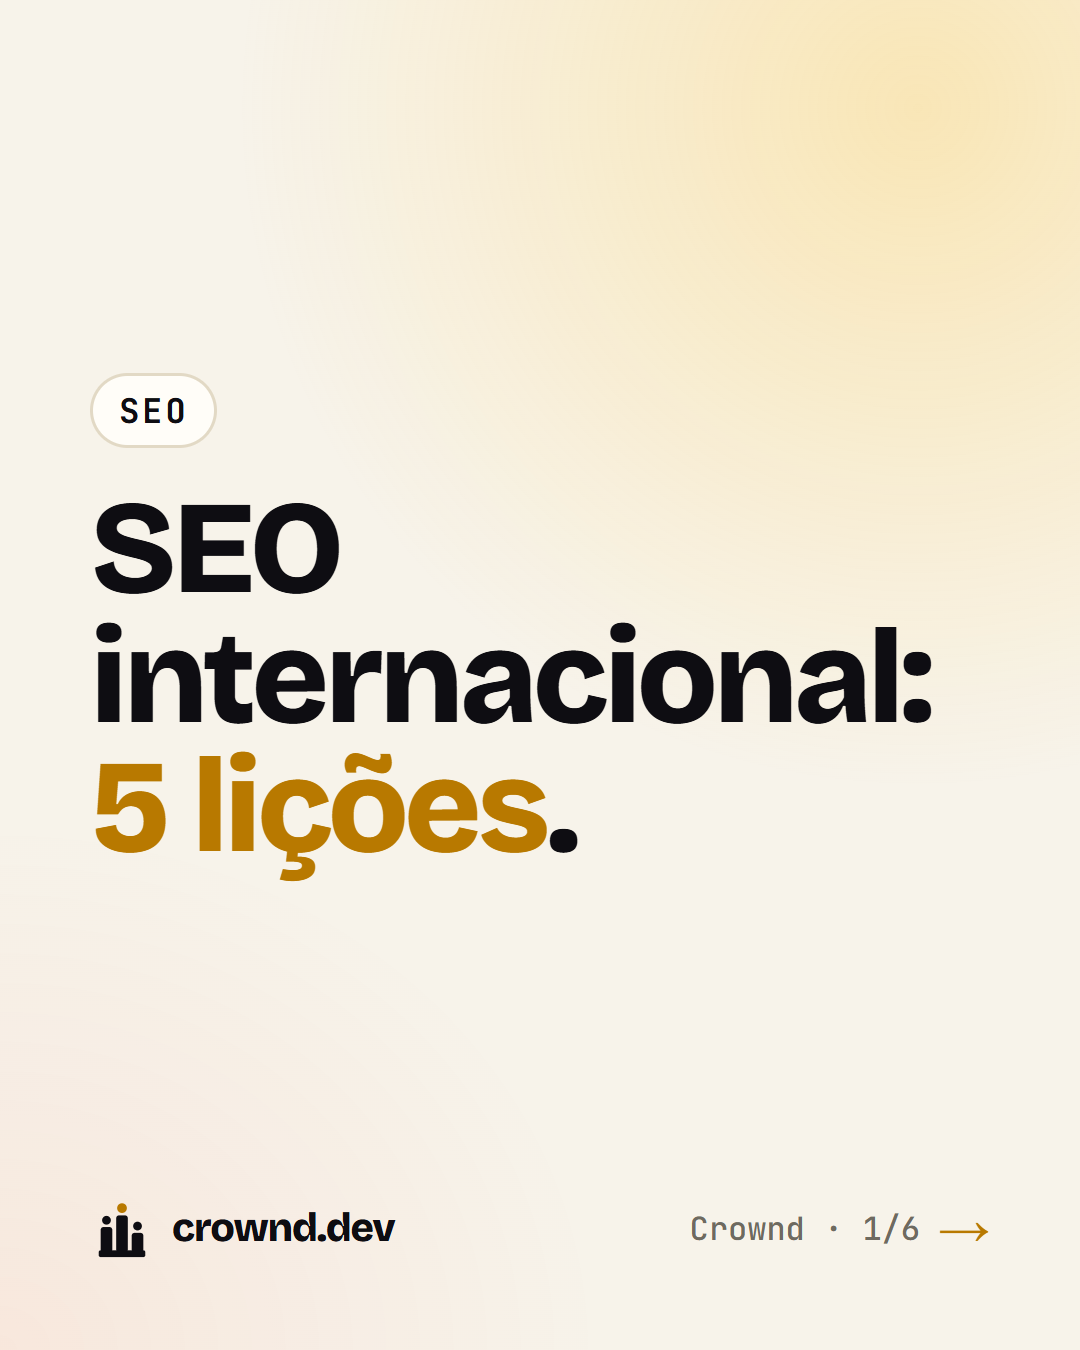 SEO
SEO
internacional:
5 lições.
crownd.dev
Crownd · 1/6 →